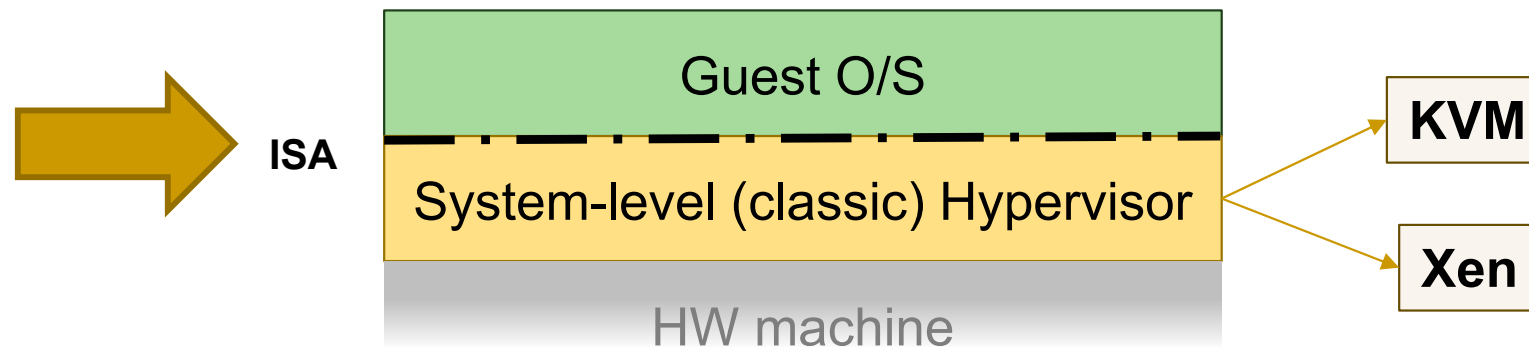 Guest O/S
ISA
System-level (classic) Hypervisor
HW machine
KVM
Xen